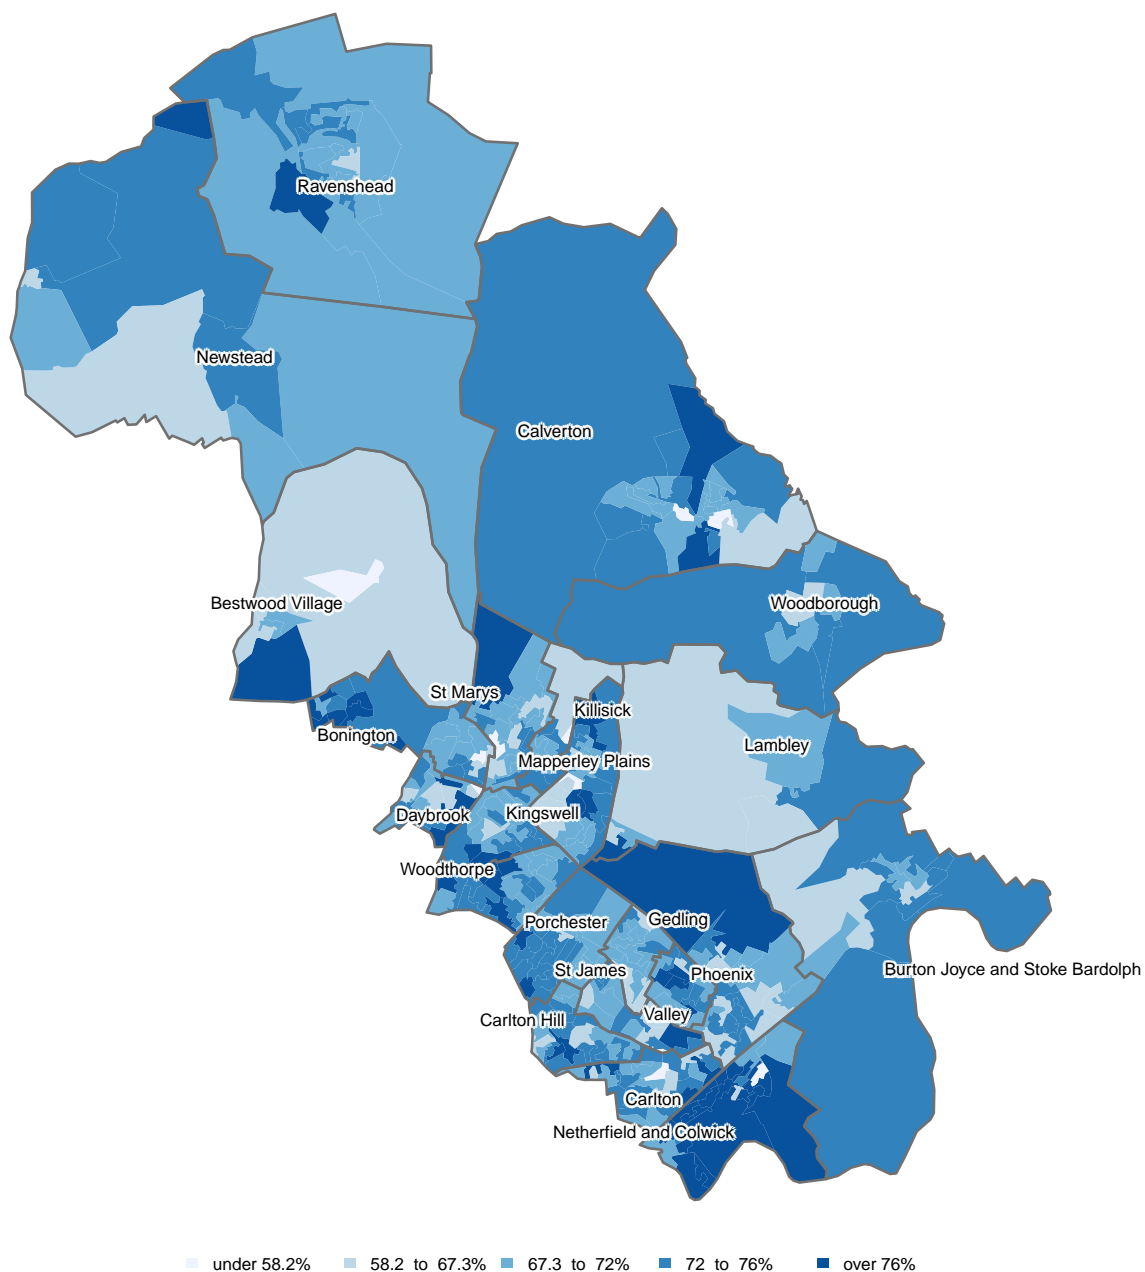 Ravenshead
Newstead
Calverton
Bestwood Village
Woodborough
St Marys
Killisick
Bonington
Lambley
Mapperley Plains
Daybrook
Kingswell
Woodthorpe
Porchester
Gedling
St James
Phoenix
Burton Joyce and Stoke Bardolph
Carlton Hill
Valley
Carlton
Netherfield and Colwick
under 58.2% 58.2 to 67.3% 67.3 to 72% 72 to 76% over 76%